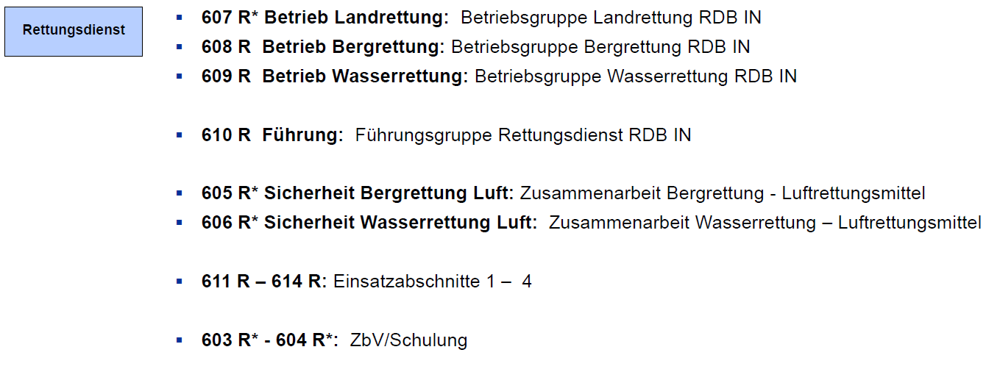 Rettungsdienst
▪ 607 R* Betrieb Landrettung: Betriebsgruppe Landrettung RDB IN
▪ 608 R Betrieb Bergrettung: Betriebsgruppe Bergrettung RDB IN
▪ 609 R Betrieb Wasserrettung: Betriebsgruppe Wasserrettung RDB IN
▪ 610 R Führung: Führungsgruppe Rettungsdienst RDB IN
▪ 605 R* Sicherheit Bergrettung Luft: Zusammenarbeit Bergrettung - Luftrettungsmittel
▪ 606 R* Sicherheit Wasserrettung Luft: Zusammenarbeit Wasserrettung – Luftrettungsmittel
▪ 611 R – 614 R: Einsatzabschnitte 1 – 4
▪ 603 R* - 604 R*: ZbV/Schulung